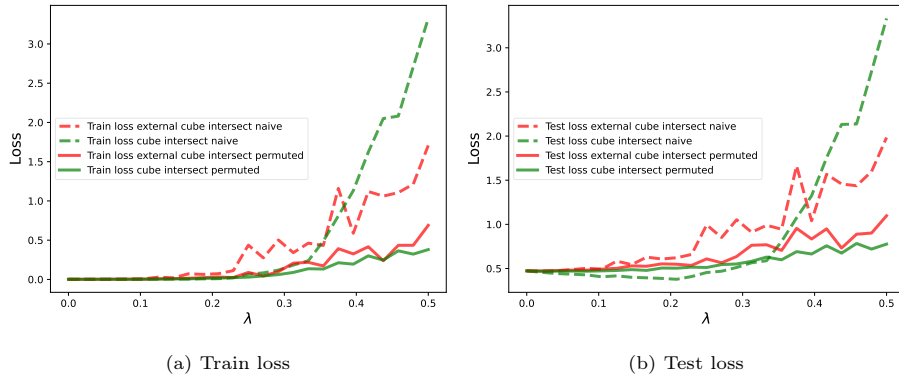 3.0
2.5
2.0
1.5
1.0
0.5
0.0
Loss
Train loss external cube intersect naive
Train loss cube intersect naive
Train loss external cube intersect permuted
Train loss cube intersect permuted
0.0 0.1 0.2 0.3 0.4 0.5
λ
(a) Train loss
3.0
2.5
2.0
1.5
1.0
0.5
Loss
Test loss external cube intersect naive
Test loss cube intersect naive
Test loss external cube intersect permuted
Test loss cube intersect permuted
0.0 0.1 0.2 0.3 0.4 0.5
λ
(b) Test loss